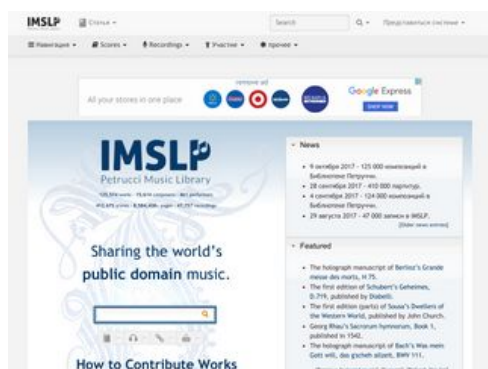 IMSLP
Статья
Search
Представиться системе
Навигация
Scores
Recordings
Участие
прочее
remove ad
All your stores in one place
Google Express
SHOP NOW
IMSLP
Petrucci Music Library
Sharing the world's
public domain music.
How to Contribute Works
News
9 октября 2017 - 125 000 композиций в
Библиотеке Петруччи.
28 сентября 2017 - 410 000 партитур.
4 сентября 2017 - 124 000 композиций в
Библиотеке Петруччи.
29 августа 2017 - 47 000 записи в IMSLP.
[Older news entries]
Featured
The holograph manuscript of Berlioz's Grande
messe des morts, H 75.
The first edition of Schubert's Geheimes,
D.719, published by Diabelli.
The first edition (parts) of Sousa's Dwellers of
the Western World, published by John Church.
Georg Rhau's Sacrorum hymnorum, Book 1,
published in 1542.
The holograph manuscript of Bach's Was mein
Gott will, das gscheh allzeit, BWV 111.